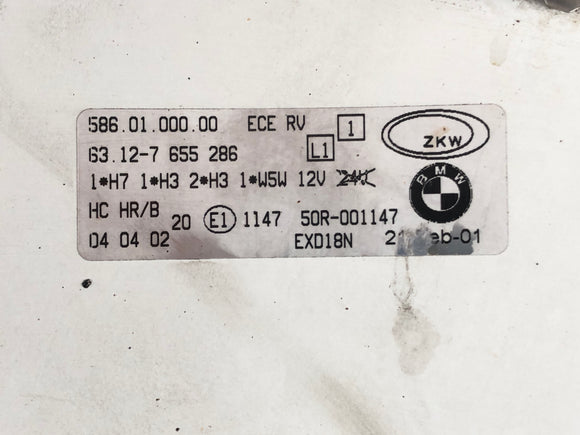 586.01.000.00 ECE RV 1
63.12-7 655 286 L1
ZKW
1*H7 1*H3 2*H3 1*W5W 12V
BMW
HC HR/B 20 E1 1147 50R-001147
04 04 02 EXD18N